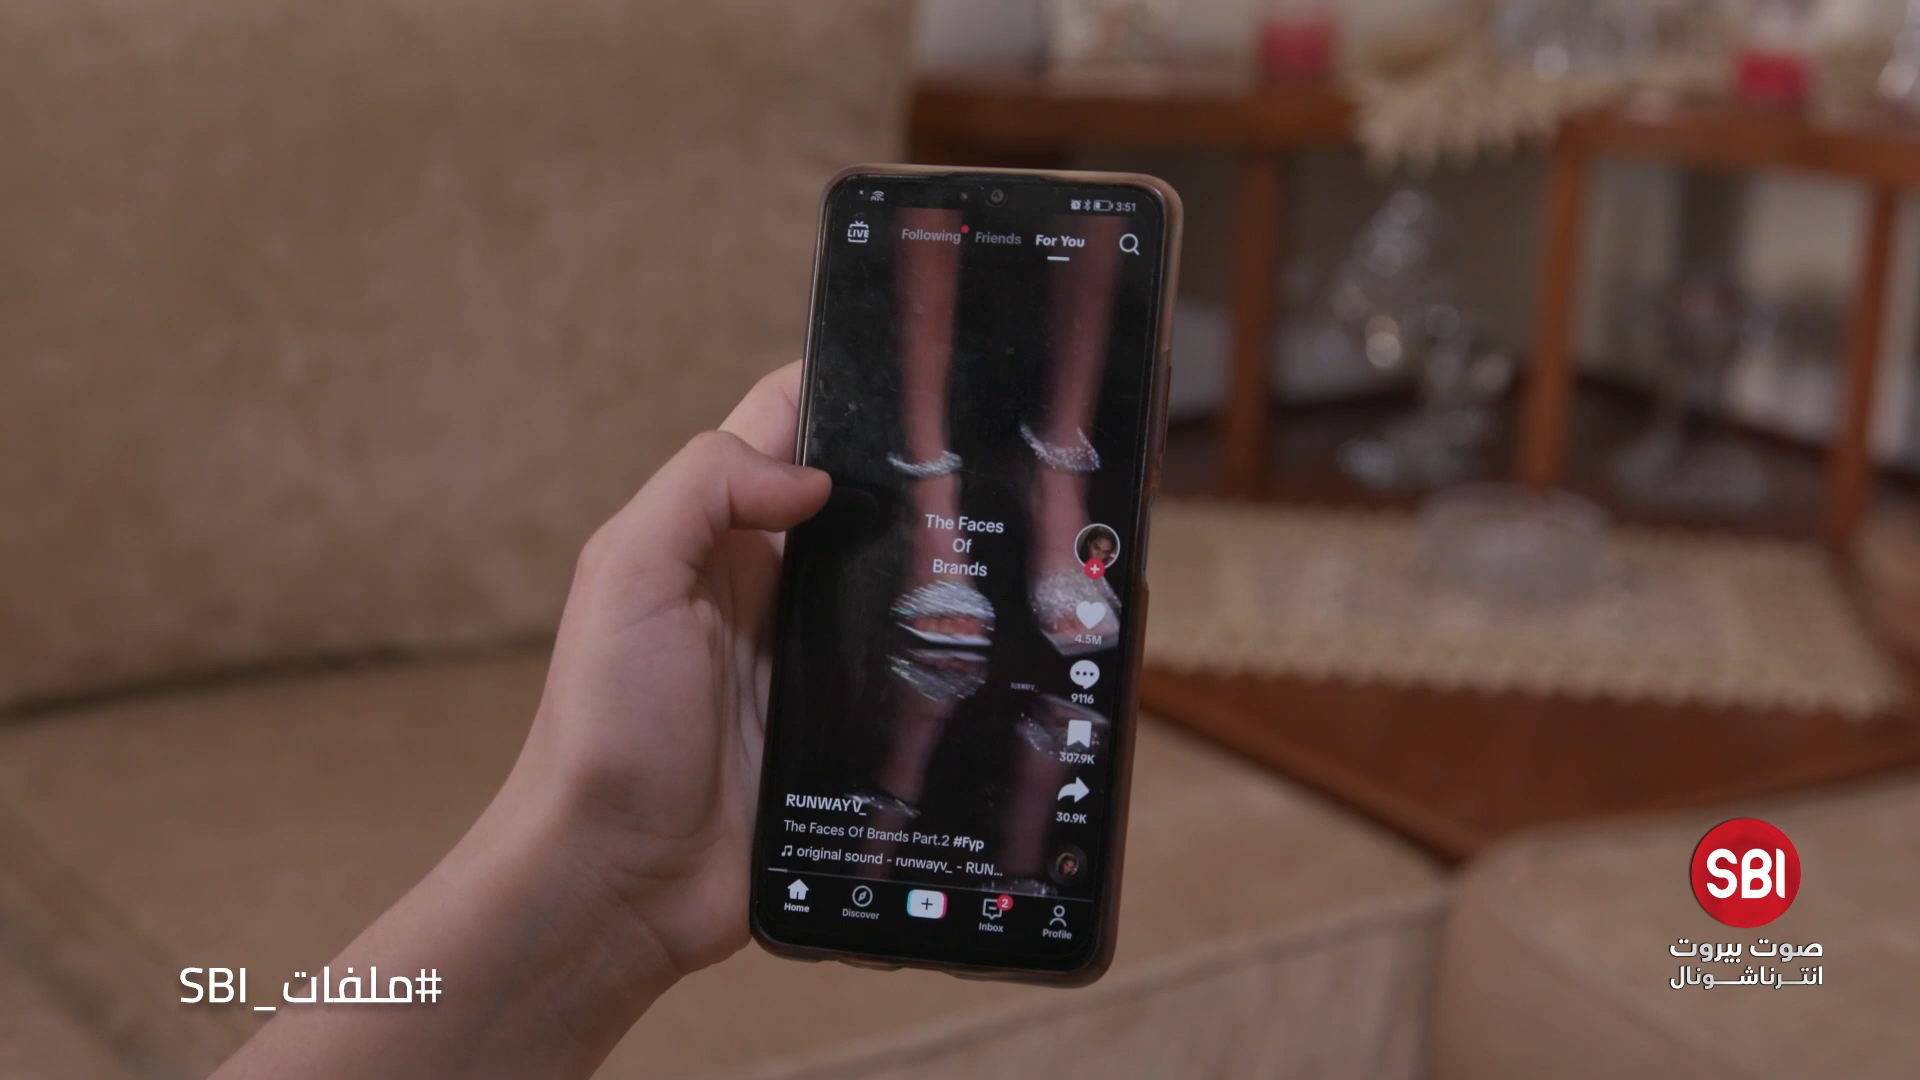 3:51
LIVE
Following Friends For You
The Faces
Of
Brands
4.5M
9116
307.9K
30.9K
RUNWAYV_
The Faces Of Brands Part.2 #Fyp
original sound - runwayv_ - RUN...
Home
Discover
2
Inbox
Profile
#ملفات_SBI
SBI
صوت بيروت
انترناشونال